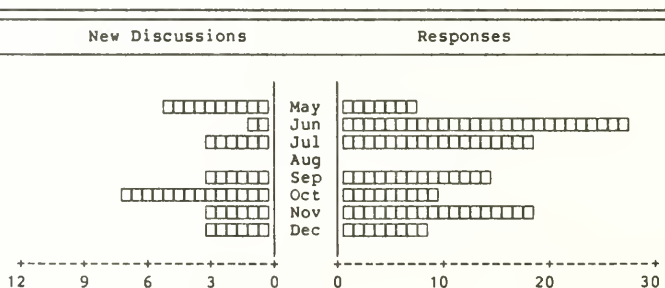 New Discussions Responses
May
Jun
Jul
Aug
Sep
Oct
Nov
Dec
12 9 6 3 0 0 10 20 30